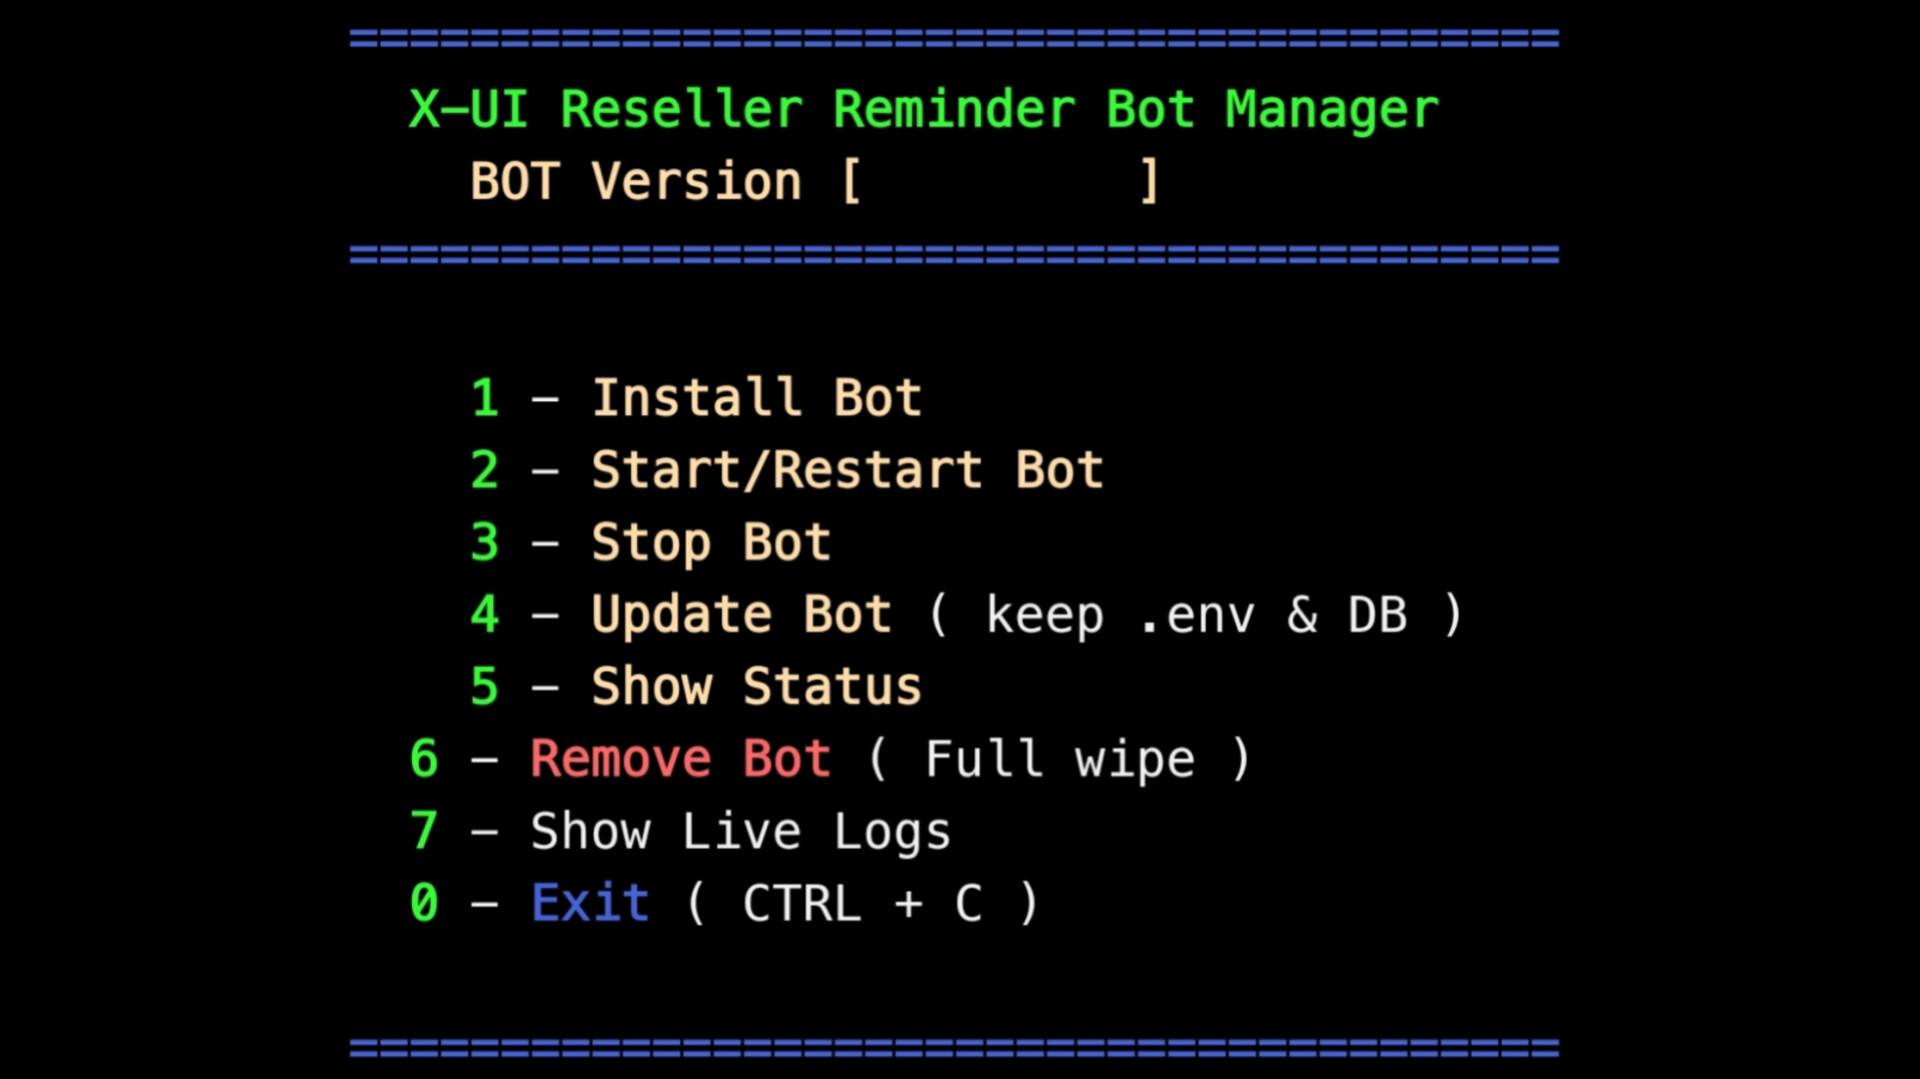 ========================================
X-UI Reseller Reminder Bot Manager
BOT Version [         ]
========================================
1 - Install Bot
2 - Start/Restart Bot
3 - Stop Bot
4 - Update Bot ( keep .env & DB )
5 - Show Status
6 - Remove Bot ( Full wipe )
7 - Show Live Logs
0 - Exit ( CTRL + C )
========================================